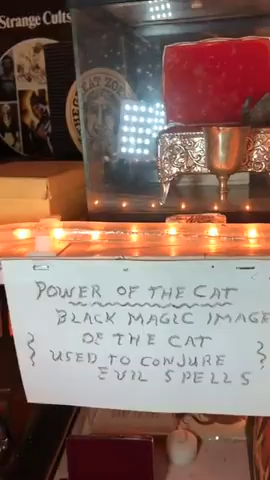 Strange Cults
POWER OF THE CAT
BLACK MAGIC IMAGE
OF THE CAT
USED TO CONJURE
EVIL SPELLS